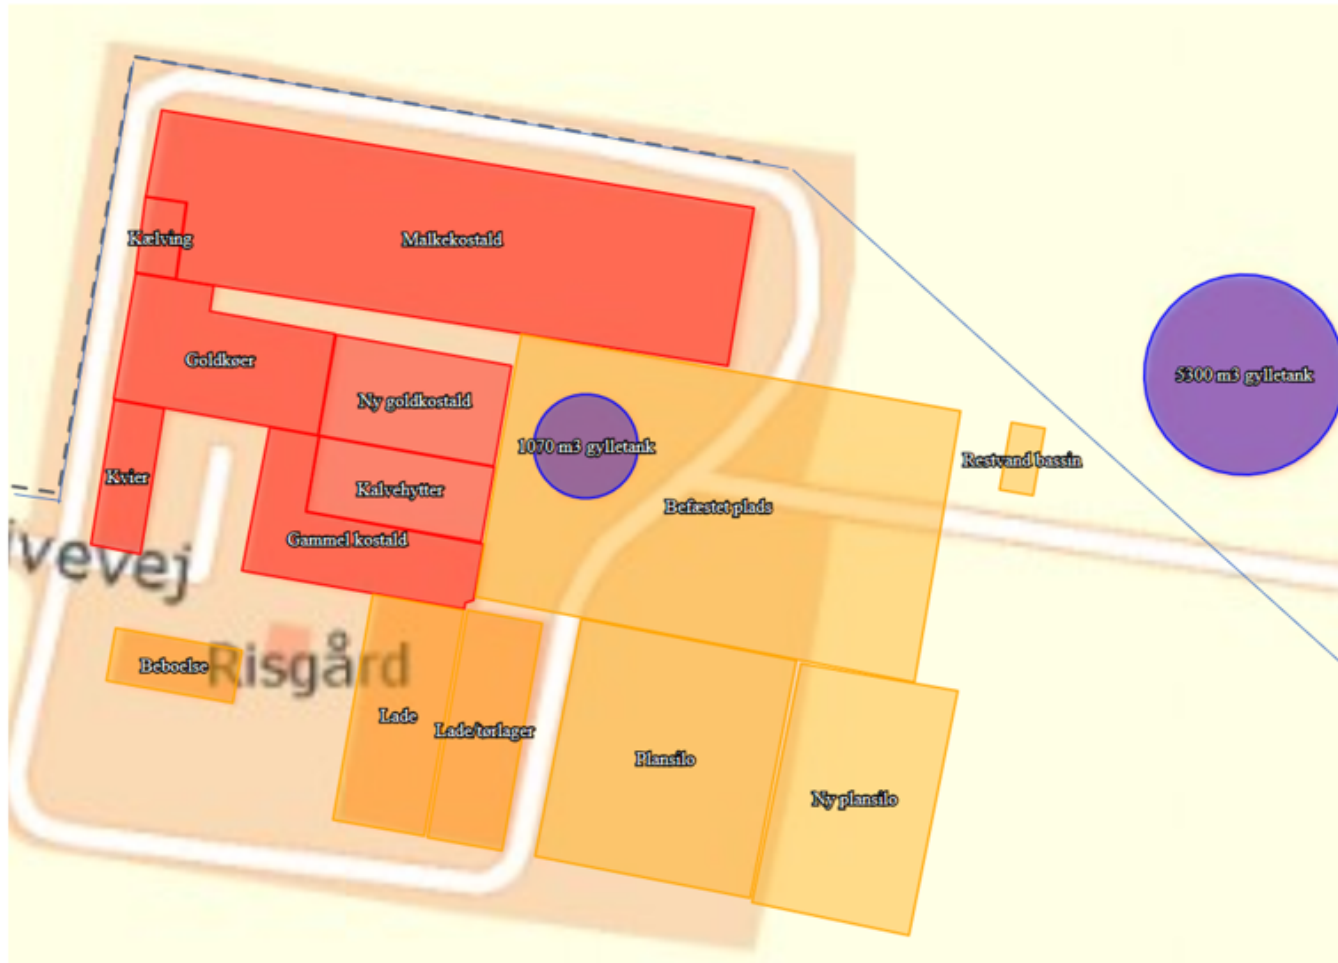 Kælving
Malkekostald
Goldkøer
Ny goldkostald
5300 m3 gylletank
1070 m3 gylletank
Restvand bassin
Kvier
Kalvehytter
Befæstet plads
Gammel kostald
ivevej
Beboelse
Risgård
Lade
Lade/tørlager
Plansilo
Ny plansilo